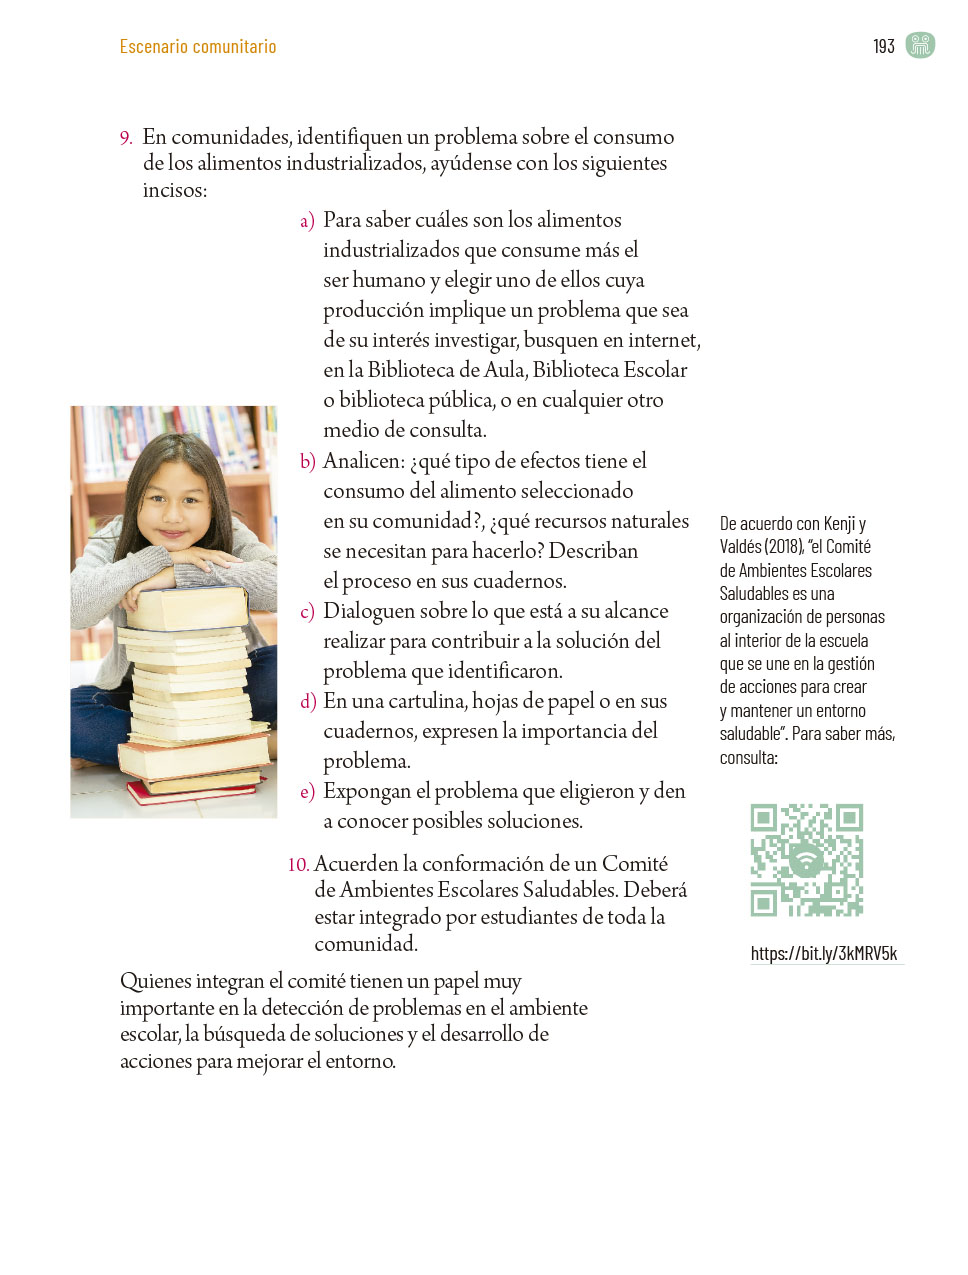 Escenario comunitario
193
9. En comunidades, identifiquen un problema sobre el consumo
de los alimentos industrializados, ayúdense con los siguientes
incisos:
a) Para saber cuáles son los alimentos
industrializados que consume más el
ser humano y elegir uno de ellos cuya
producción implique un problema que sea
de su interés investigar, busquen en internet,
en la Biblioteca de Aula, Biblioteca Escolar
o biblioteca pública, o en cualquier otro
medio de consulta.
b) Analicen: ¿qué tipo de efectos tiene el
consumo del alimento seleccionado
en su comunidad?, ¿qué recursos naturales
se necesitan para hacerlo? Describan
el proceso en sus cuadernos.
c) Dialoguen sobre lo que está a su alcance
realizar para contribuir a la solución del
problema que identificaron.
d) En una cartulina, hojas de papel o en sus
cuadernos, expresen la importancia del
problema.
e) Expongan el problema que eligieron y den
a conocer posibles soluciones.
10. Acuerden la conformación de un Comité
de Ambientes Escolares Saludables. Deberá
estar integrado por estudiantes de toda la
comunidad.
Quienes integran el comité tienen un papel muy
importante en la detección de problemas en el ambiente
escolar, la búsqueda de soluciones y el desarrollo de
acciones para mejorar el entorno.
De acuerdo con Kenji y
Valdés (2018), “el Comité
de Ambientes Escolares
Saludables es una
organización de personas
al interior de la escuela
que se une en la gestión
de acciones para crear
y mantener un entorno
saludable”. Para saber más,
consulta:
https://bit.ly/3kMRV5k